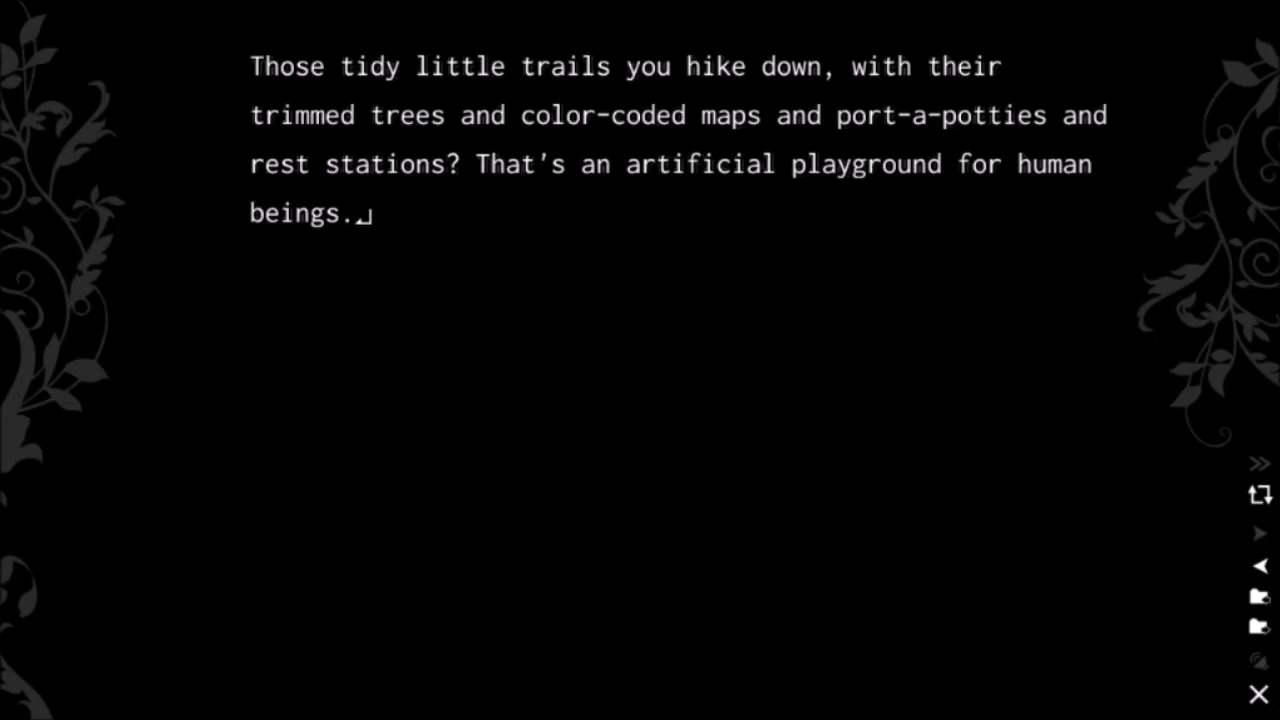 Those tidy little trails you hike down, with their
trimmed trees and color-coded maps and port-a-potties and
rest stations? That's an artificial playground for human
beings.